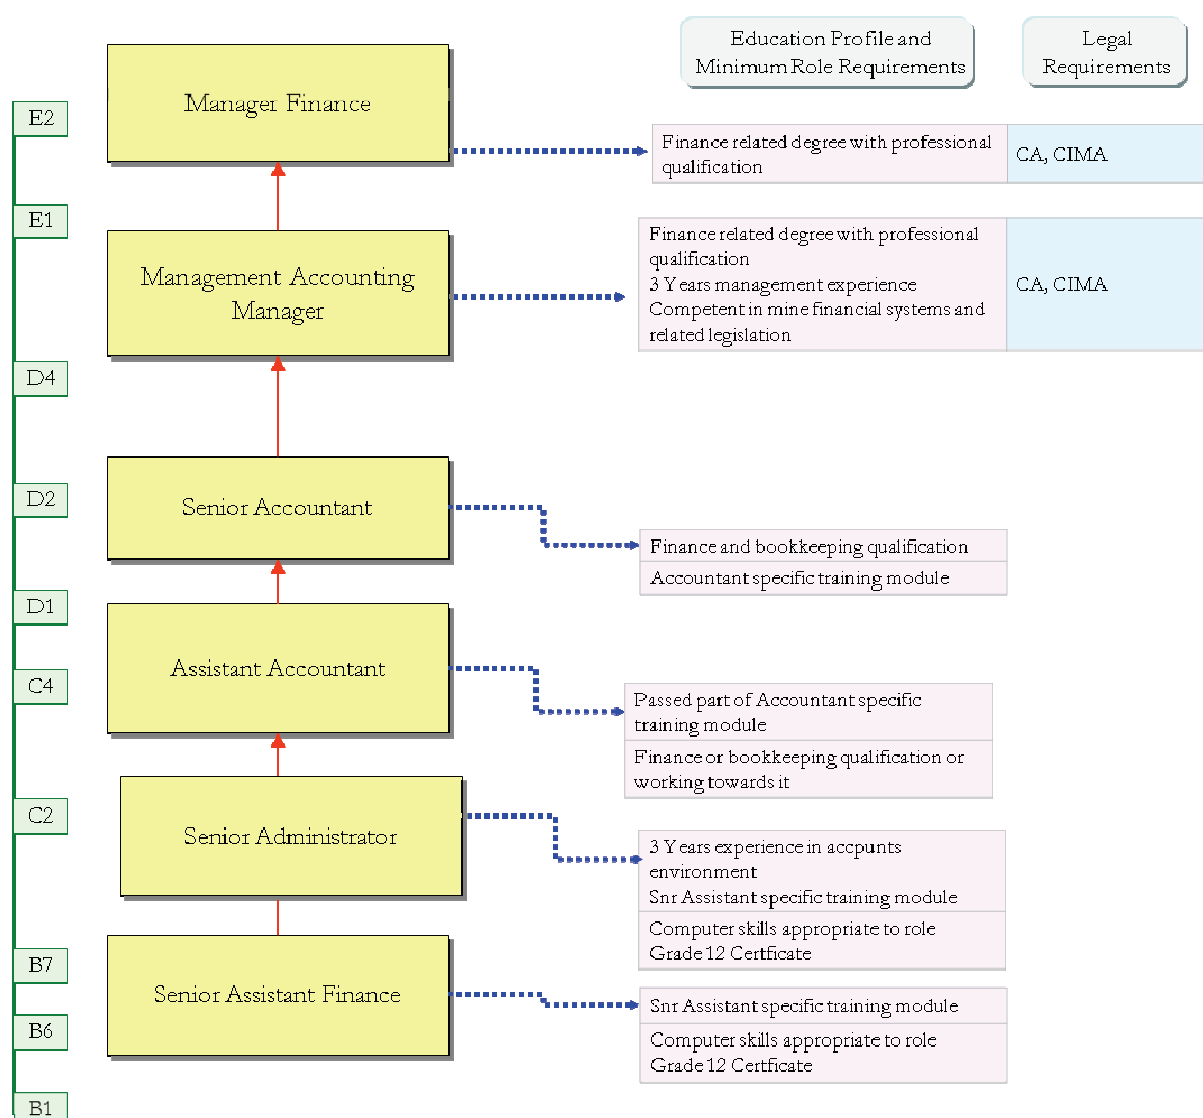 Education Profile and
Minimum Role Requirements
Legal
Requirements
E2
Manager Finance
Finance related degree with professional
qualification
CA, CIMA
E1
Management Accounting
Manager
Finance related degree with professional
qualification
3 Years management experience
Competent in mine financial systems and
related legislation
CA, CIMA
D4
D2
Senior Accountant
Finance and bookkeeping qualification
Accountant specific training module
D1
Assistant Accountant
C4
Passed part of Accountant specific
training module
Finance or bookkeeping qualification or
working towards it
C2
Senior Administrator
3 Years experience in accpunts
environment
Snr Assistant specific training module
Computer skills appropriate to role
Grade 12 Certficate
B7
Senior Assistant Finance
Snr Assistant specific training module
Computer skills appropriate to role
Grade 12 Certficate
B6
B1